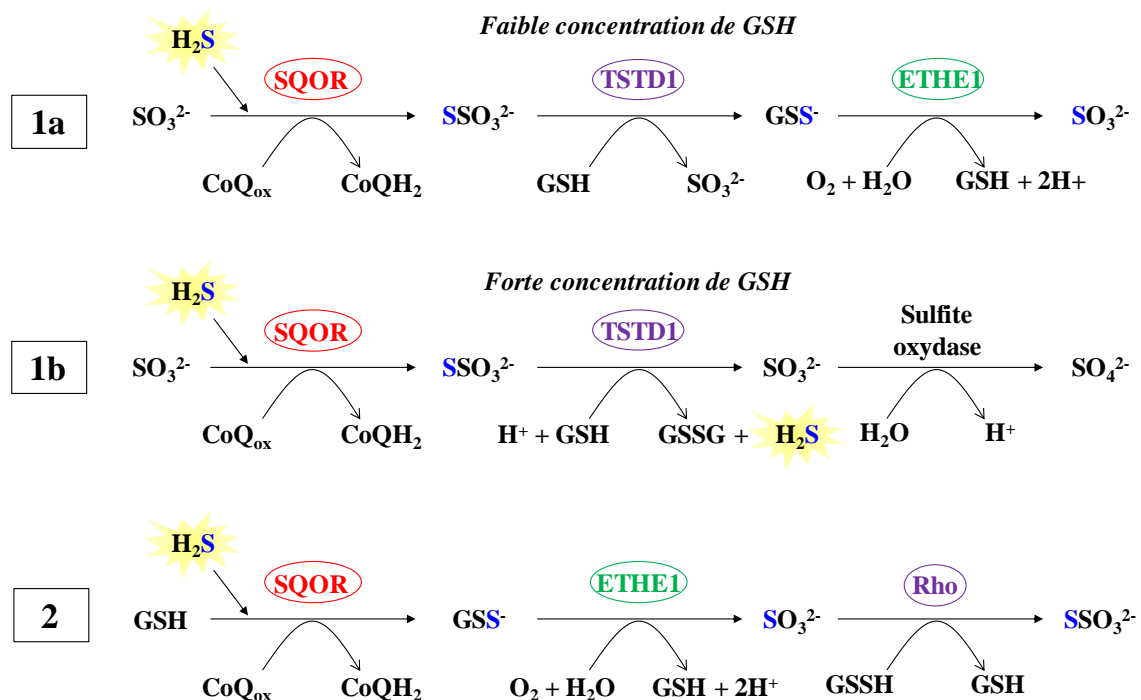 Faible concentration de GSH
H₂S
SQOR
TSTD1
ETHE1
1a
SO₃²⁻ SSO₃²⁻ GSS⁻ SO₃²⁻
CoQₒₓ CoQH₂ GSH SO₃²⁻ O₂ + H₂O GSH + 2H+
Forte concentration de GSH
H₂S
SQOR
TSTD1
Sulfite
oxydase
1b
SO₃²⁻ SSO₃²⁻ SO₃²⁻ SO₄²⁻
CoQₒₓ CoQH₂ H⁺ + GSH GSSG + H₂S H₂O H⁺
H₂S
SQOR
ETHE1
Rho
2
GSH GSS⁻ SO₃²⁻ SSO₃²⁻
CoQₒₓ CoQH₂ O₂ + H₂O GSH + 2H⁺ GSSH GSH